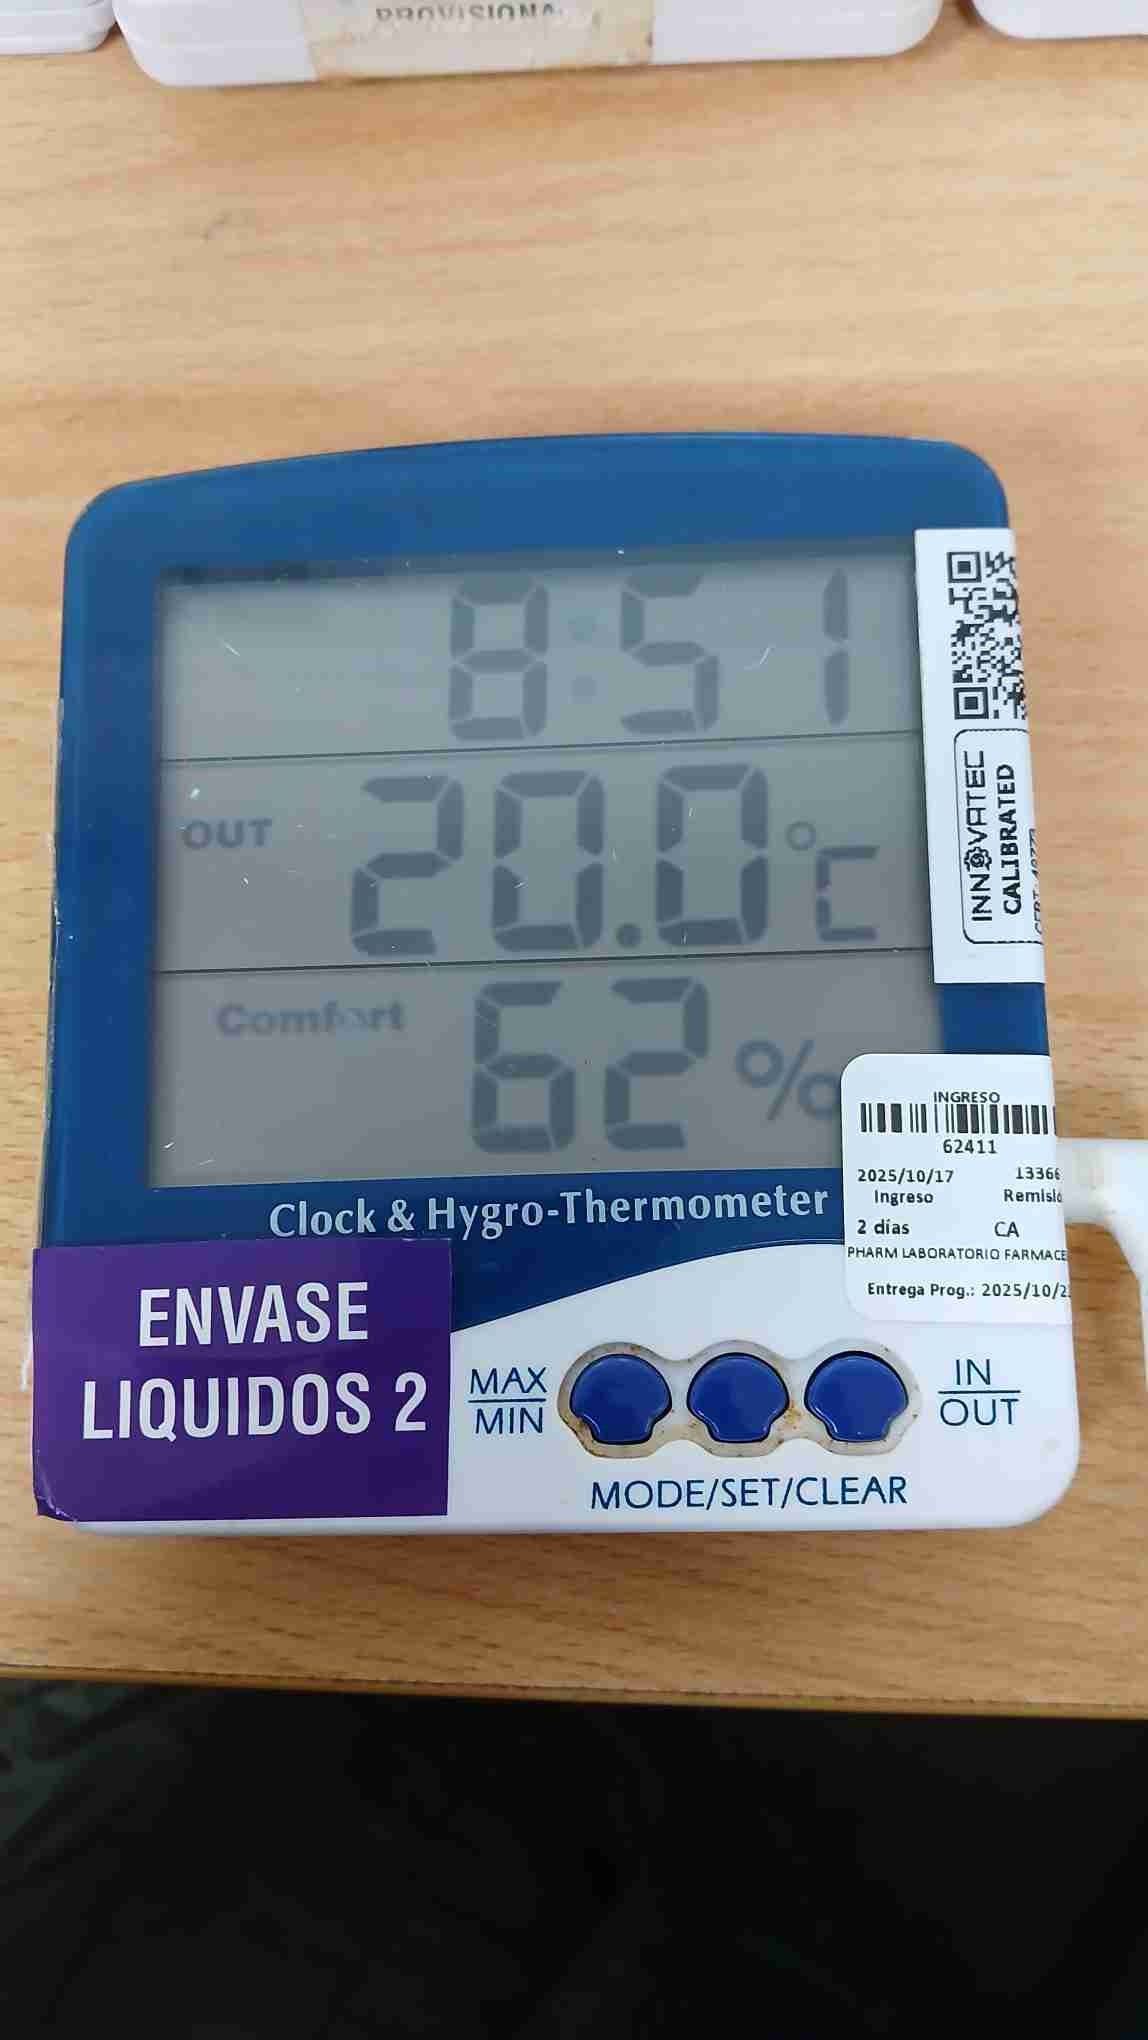 8:51
OUT 20.0 °C
Comfort 62 %
INNOVATEC
CALIBRATED
INGRESO
62411
2025/10/17 13366
Ingreso
2 días CA
PHARM LABORATORIO
Entrega Prog.: 2025/10/2
Clock & Hygro-Thermometer
ENVASE
LIQUIDOS 2
MAX
MIN
IN
OUT
MODE/SET/CLEAR